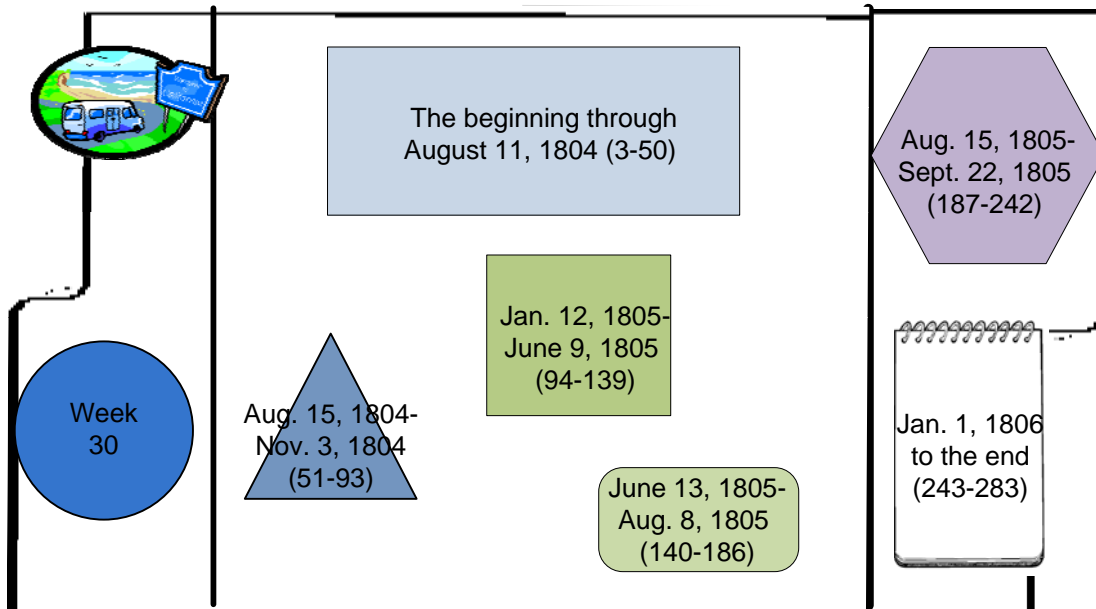 The beginning through
August 11, 1804 (3-50)
Aug. 15, 1805-
Sept. 22, 1805
(187-242)
Jan. 12, 1805-
June 9, 1805
(94-139)
Week
30
Aug. 15, 1804-
Nov. 3, 1804
(51-93)
Jan. 1, 1806
to the end
(243-283)
June 13, 1805-
Aug. 8, 1805
(140-186)